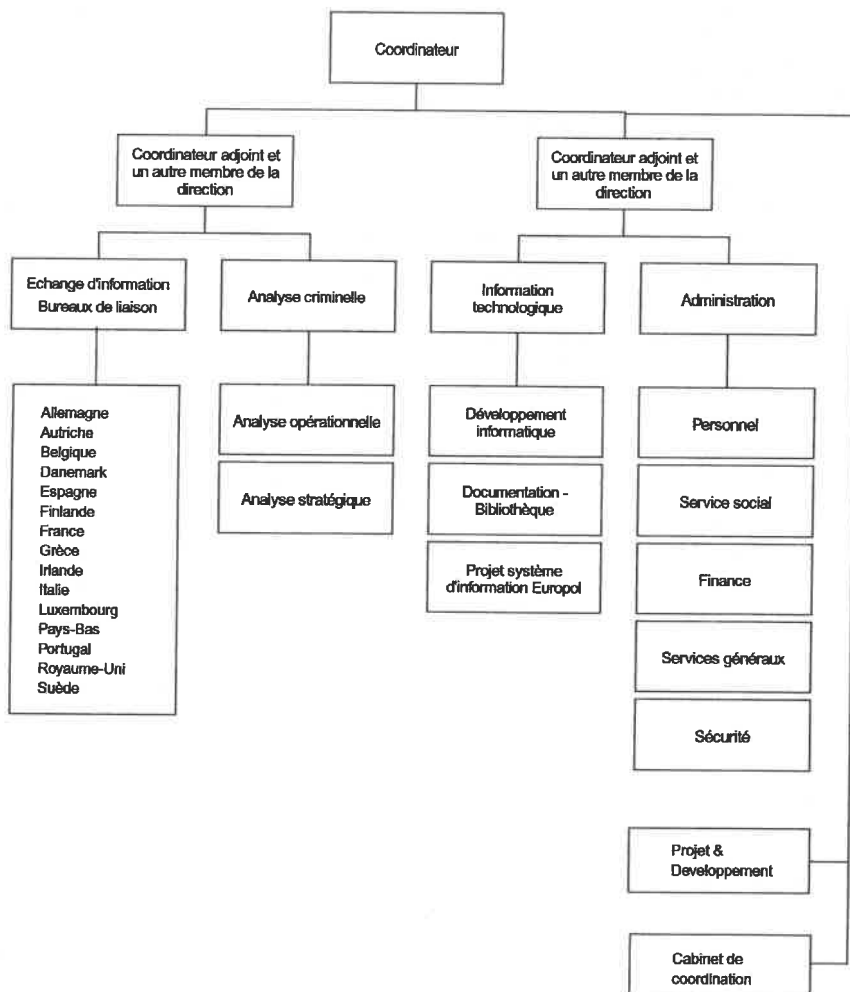 Coordinateur
Coordinateur adjoint et
un autre membre de la
direction
Coordinateur adjoint et
un autre membre de la
direction
Echange d'information
Bureaux de liaison
Analyse criminelle
Information
technologique
Administration
Allemagne
Autriche
Belgique
Danemark
Espagne
Finlande
France
Grèce
Irlande
Italie
Luxembourg
Pays-Bas
Portugal
Royaume-Uni
Suède
Analyse opérationnelle
Analyse stratégique
Développement
informatique
Documentation -
Bibliothèque
Projet système
d'information Europol
Personnel
Service social
Finance
Services généraux
Sécurité
Projet &
Developpement
Cabinet de
coordination